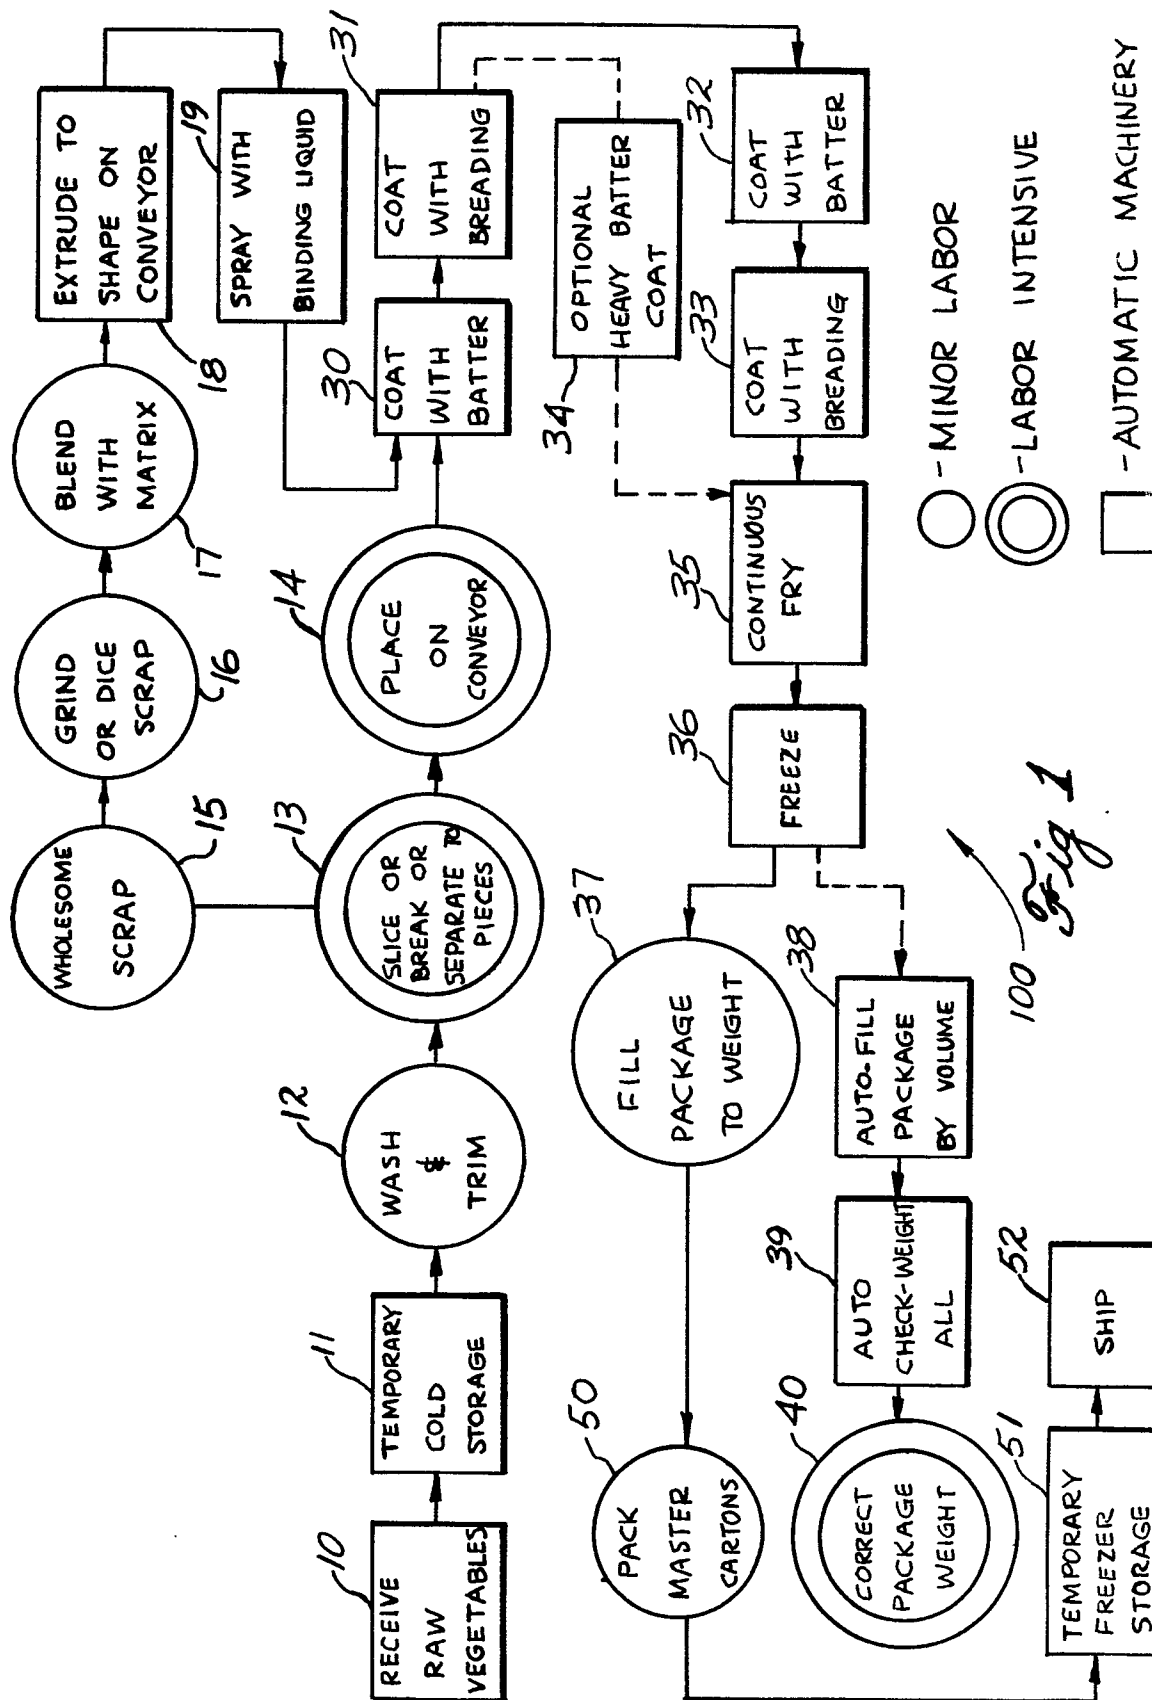 10
RECEIVE
RAW
VEGETABLES
11
TEMPORARY
COLD
STORAGE
12
WASH
&
TRIM
13
SLICE OR
BREAK OR
SEPARATE TO
PIECES
14
PLACE
ON
CONVEYOR
WHOLESOME
SCRAP
15
GRIND
OR DICE
SCRAP
16
BLEND
WITH
MATRIX
17
EXTRUDE TO
SHAPE ON
CONVEYOR
18
19
SPRAY WITH
BINDING LIQUID
30
COAT
WITH
BATTER
31
COAT
WITH
BREADING
32
COAT
WITH
BATTER
33
COAT
WITH
BREADING
34
OPTIONAL
HEAVY BATTER
COAT
35
CONTINUOUS
FRY
36
FREEZE
37
FILL
PACKAGE
TO WEIGHT
38
AUTO-FILL
PACKAGE
BY VOLUME
39
AUTO
CHECK-WEIGHT
ALL
40
CORRECT
PACKAGE
WEIGHT
50
PACK
MASTER
CARTONS
51
TEMPORARY
FREEZER
STORAGE
52
SHIP
100
Fig 1
- MINOR LABOR
- LABOR INTENSIVE
- AUTOMATIC MACHINERY